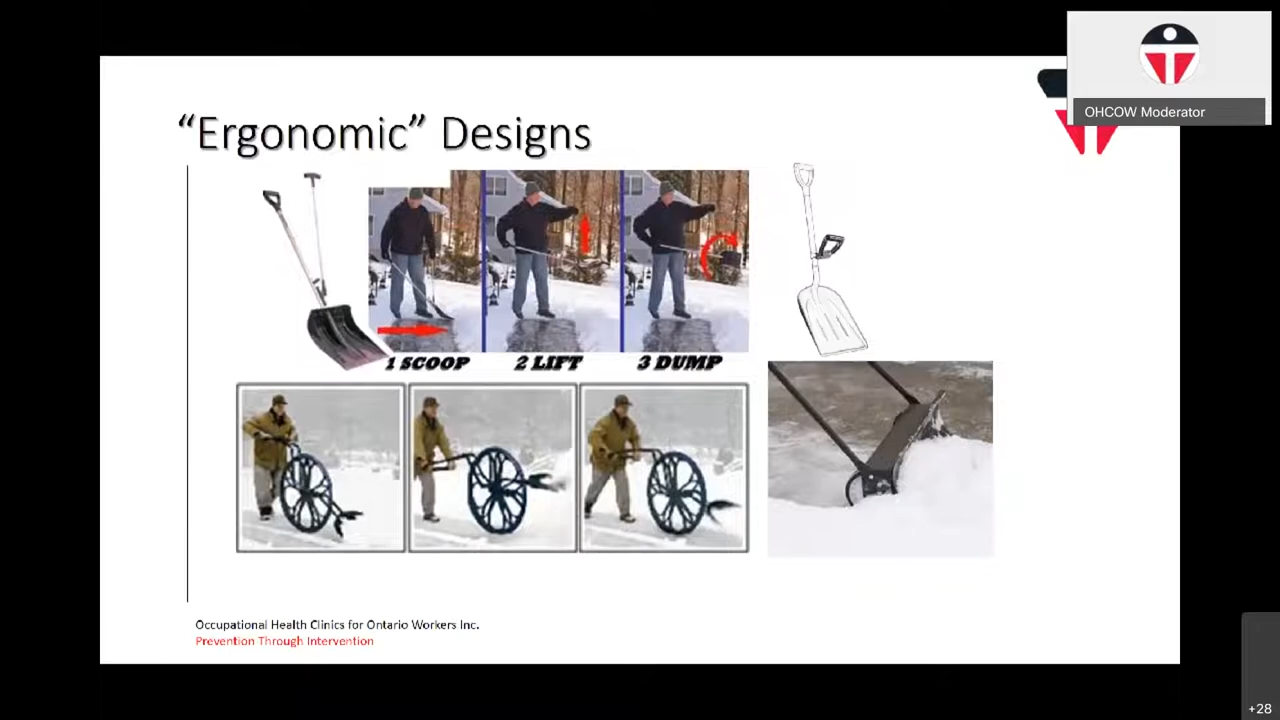 OHCOW Moderator
“Ergonomic” Designs
1 SCOOP 2 LIFT 3 DUMP
Occupational Health Clinics for Ontario Workers Inc.
Prevention Through Intervention
+28